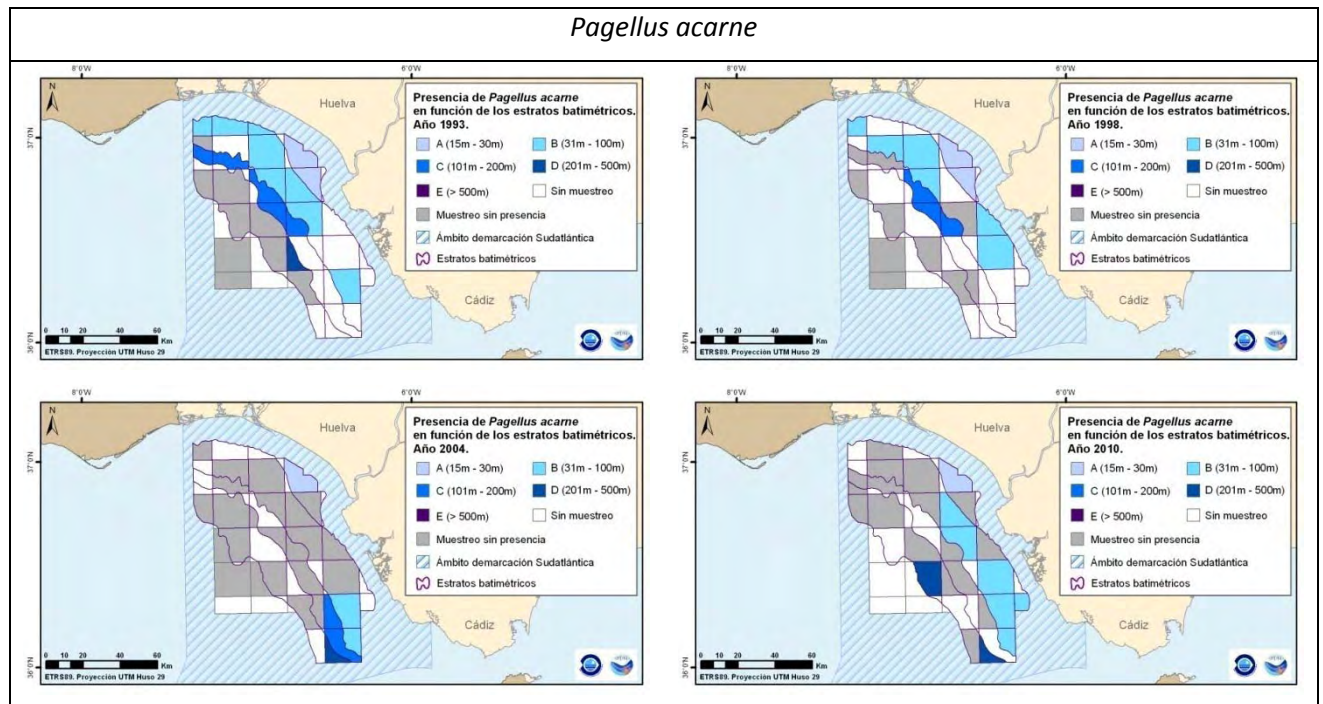 Pagellus acarne
8°0'W 6°0'W
N
Huelva
Presencia de Pagellus acarne
en función de los estratos batimétricos.
Año 1993.
A (15m - 30m) B (31m - 100m)
C (101m - 200m) D (201m - 500m)
E (> 500m) Sin muestreo
Muestreo sin presencia
Ámbito demarcación Sudatlántica
Estratos batimétricos
37°0'N
Cádiz
36°0'N
0 10 20 40 60
Km
ETRS89. Proyección UTM Huso 29
8°0'W 6°0'W
N
Huelva
Presencia de Pagellus acarne
en función de los estratos batimétricos.
Año 1998.
A (15m - 30m) B (31m - 100m)
C (101m - 200m) D (201m - 500m)
E (> 500m) Sin muestreo
Muestreo sin presencia
Ámbito demarcación Sudatlántica
Estratos batimétricos
37°0'N
Cádiz
36°0'N
0 10 20 40 60
Km
ETRS89. Proyección UTM Huso 29
8°0'W 6°0'W
N
Huelva
Presencia de Pagellus acarne
en función de los estratos batimétricos.
Año 2004.
A (15m - 30m) B (31m - 100m)
C (101m - 200m) D (201m - 500m)
E (> 500m) Sin muestreo
Muestreo sin presencia
Ámbito demarcación Sudatlántica
Estratos batimétricos
37°0'N
Cádiz
36°0'N
0 10 20 40 60
Km
ETRS89. Proyección UTM Huso 29
8°0'W 6°0'W
N
Huelva
Presencia de Pagellus acarne
en función de los estratos batimétricos.
Año 2010.
A (15m - 30m) B (31m - 100m)
C (101m - 200m) D (201m - 500m)
E (> 500m) Sin muestreo
Muestreo sin presencia
Ámbito demarcación Sudatlántica
Estratos batimétricos
37°0'N
Cádiz
36°0'N
0 10 20 40 60
Km
ETRS89. Proyección UTM Huso 29